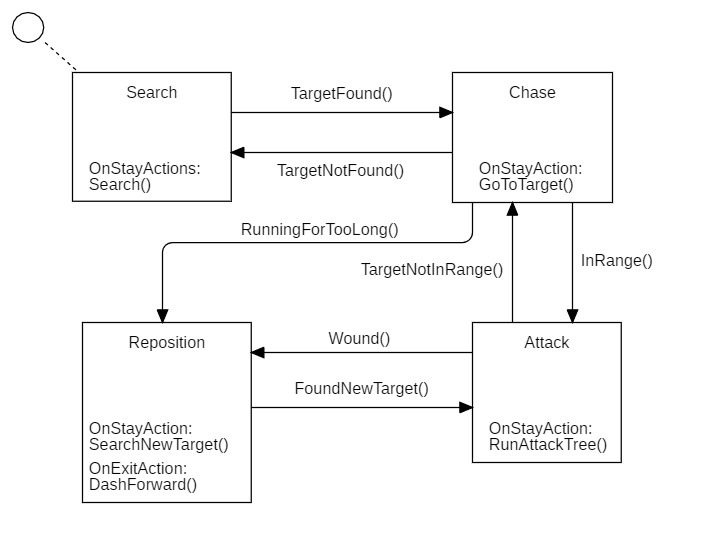 Search
TargetFound()
Chase
OnStayActions:
Search()
TargetNotFound()
OnStayAction:
GoToTarget()
RunningForTooLong()
TargetNotInRange()
InRange()
Reposition
Wound()
Attack
FoundNewTarget()
OnStayAction:
SearchNewTarget()
OnExitAction:
DashForward()
OnStayAction:
RunAttackTree()